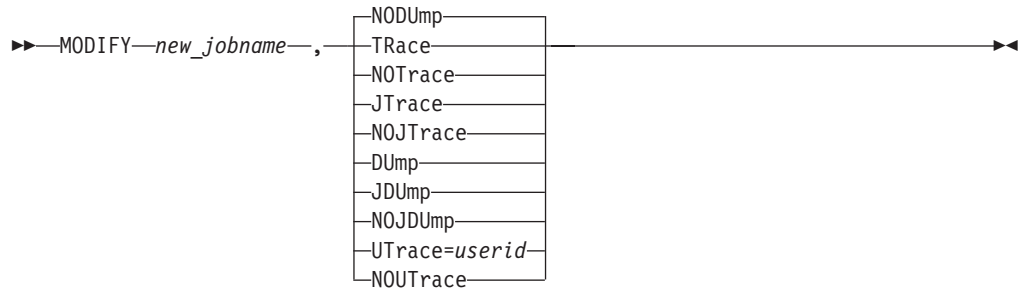 NODUmp
MODIFY new_jobname , TRace
NOTrace
JTrace
NOJTrace
DUmp
JDUmp
NOJDUmp
UTrace=userid
NOUTrace